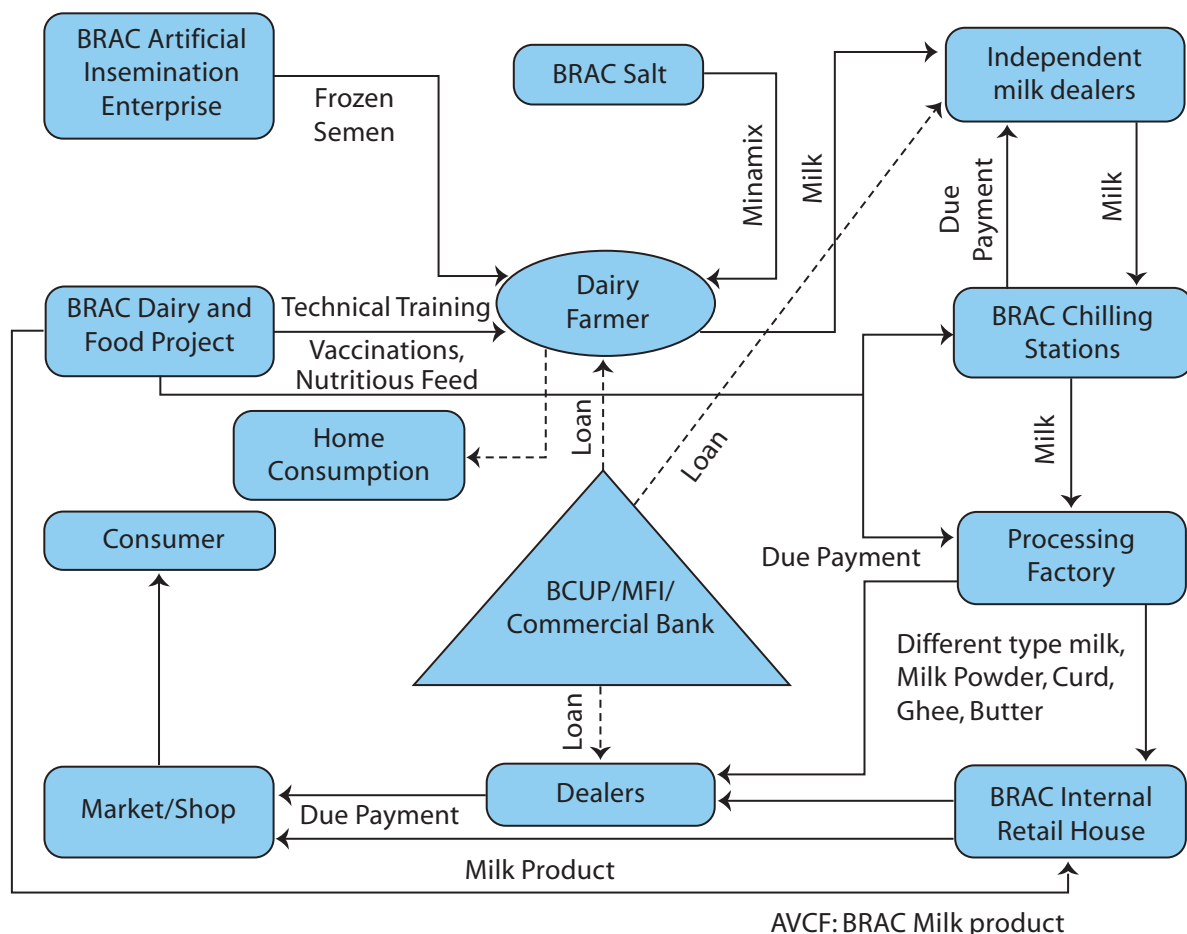 BRAC Artificial
Insemination
Enterprise
Frozen
Semen
BRAC Salt
Minamix
Milk
Independent
milk dealers
Due
Payment
Milk
Dairy
Farmer
BRAC Dairy and
Food Project
Technical Training
Vaccinations,
Nutritious Feed
BRAC Chilling
Stations
Home
Consumption
Loan
Loan
Milk
Consumer
BCUP/MFI/
Commercial Bank
Due Payment
Processing
Factory
Different type milk,
Milk Powder, Curd,
Ghee, Butter
Loan
Market/Shop
Due Payment
Dealers
BRAC Internal
Retail House
Milk Product
AVCF: BRAC Milk product